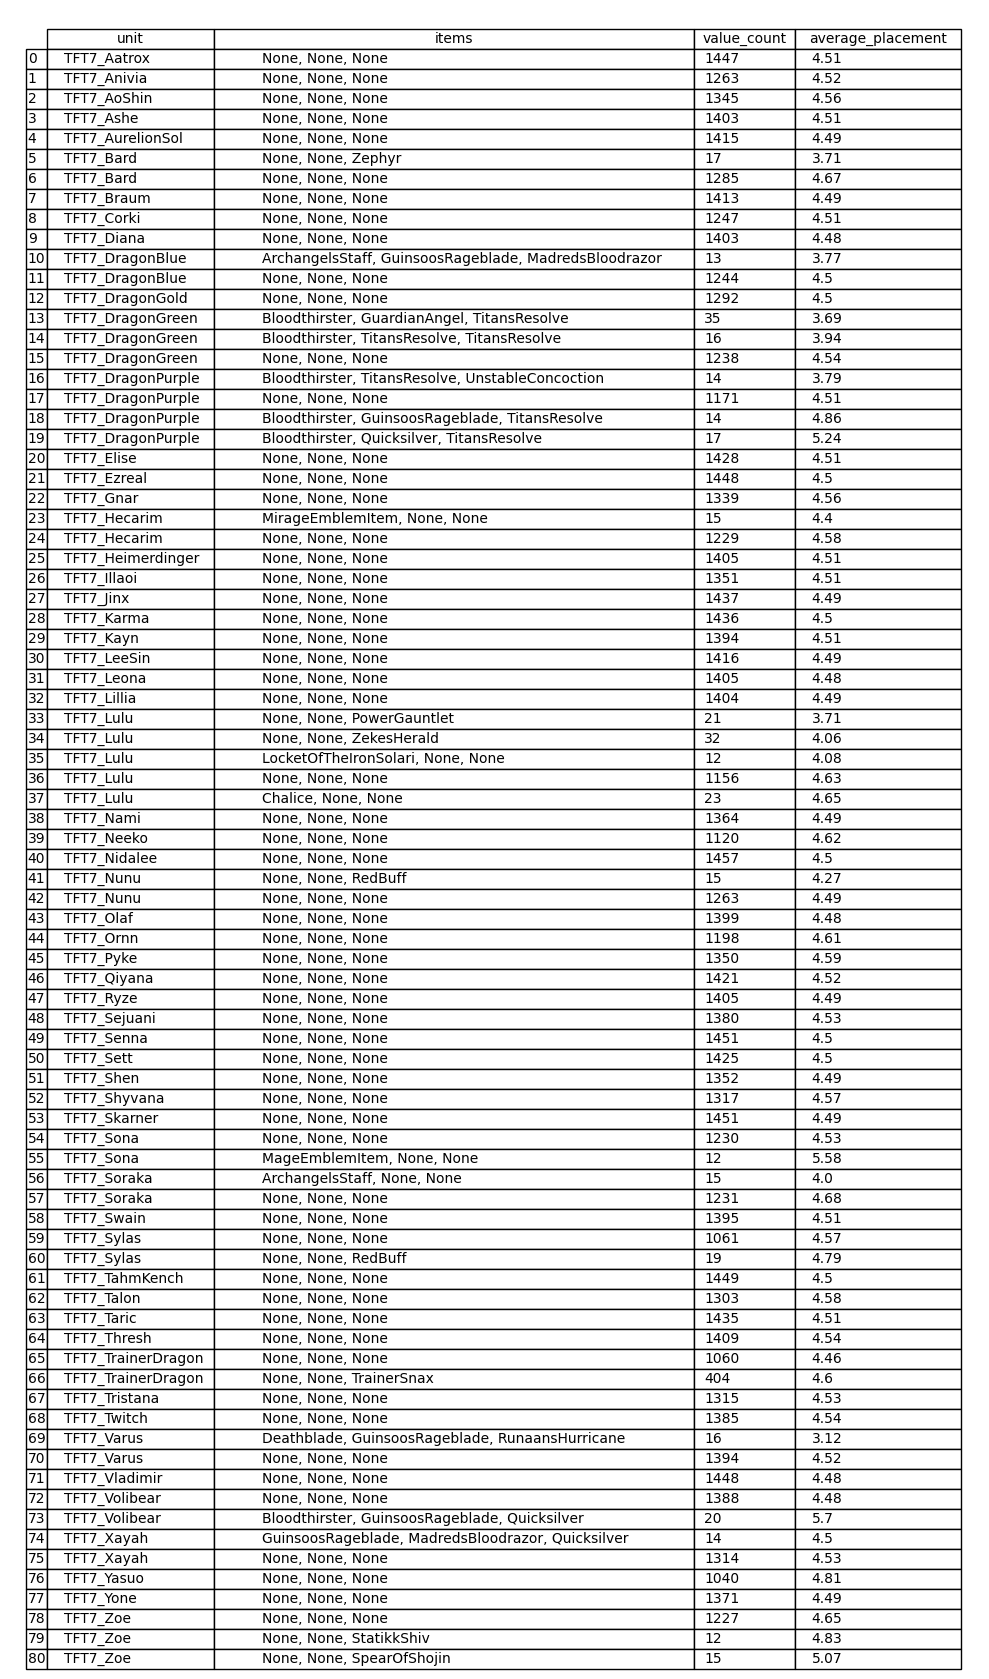 unit items value_count average_placement
0 TFT7_Aatrox None, None, None 1447 4.51
1 TFT7_Anivia None, None, None 1263 4.52
2 TFT7_AoShin None, None, None 1345 4.56
3 TFT7_Ashe None, None, None 1403 4.51
4 TFT7_AurelionSol None, None, None 1415 4.49
5 TFT7_Bard None, None, Zephyr 17 3.71
6 TFT7_Bard None, None, None 1285 4.67
7 TFT7_Braum None, None, None 1413 4.49
8 TFT7_Corki None, None, None 1247 4.51
9 TFT7_Diana None, None, None 1403 4.48
10 TFT7_DragonBlue ArchangelsStaff, GuinsoosRageblade, MadredsBloodrazor 13 3.77
11 TFT7_DragonBlue None, None, None 1244 4.5
12 TFT7_DragonGold None, None, None 1292 4.5
13 TFT7_DragonGreen Bloodthirster, GuardianAngel, TitansResolve 35 3.69
14 TFT7_DragonGreen Bloodthirster, TitansResolve, TitansResolve 16 3.94
15 TFT7_DragonGreen None, None, None 1238 4.54
16 TFT7_DragonPurple Bloodthirster, TitansResolve, UnstableConcoction 14 3.79
17 TFT7_DragonPurple None, None, None 1171 4.51
18 TFT7_DragonPurple Bloodthirster, GuinsoosRageblade, TitansResolve 14 4.86
19 TFT7_DragonPurple Bloodthirster, Quicksilver, TitansResolve 17 5.24
20 TFT7_Elise None, None, None 1428 4.51
21 TFT7_Ezreal None, None, None 1448 4.5
22 TFT7_Gnar None, None, None 1339 4.56
23 TFT7_Hecarim MirageEmblemItem, None, None 15 4.4
24 TFT7_Hecarim None, None, None 1229 4.58
25 TFT7_Heimerdinger None, None, None 1405 4.51
26 TFT7_Illaoi None, None, None 1351 4.51
27 TFT7_Jinx None, None, None 1437 4.49
28 TFT7_Karma None, None, None 1436 4.5
29 TFT7_Kayn None, None, None 1394 4.51
30 TFT7_LeeSin None, None, None 1416 4.49
31 TFT7_Leona None, None, None 1405 4.48
32 TFT7_Lillia None, None, None 1404 4.49
33 TFT7_Lulu None, None, PowerGauntlet 21 3.71
34 TFT7_Lulu None, None, ZekesHerald 32 4.06
35 TFT7_Lulu LocketOfTheIronSolari, None, None 12 4.08
36 TFT7_Lulu None, None, None 1156 4.63
37 TFT7_Lulu Chalice, None, None 23 4.65
38 TFT7_Nami None, None, None 1364 4.49
39 TFT7_Neeko None, None, None 1120 4.62
40 TFT7_Nidalee None, None, None 1457 4.5
41 TFT7_Nunu None, None, RedBuff 15 4.27
42 TFT7_Nunu None, None, None 1263 4.49
43 TFT7_Olaf None, None, None 1399 4.48
44 TFT7_Ornn None, None, None 1198 4.61
45 TFT7_Pyke None, None, None 1350 4.59
46 TFT7_Qiyana None, None, None 1421 4.52
47 TFT7_Ryze None, None, None 1405 4.49
48 TFT7_Sejuani None, None, None 1380 4.53
49 TFT7_Senna None, None, None 1451 4.5
50 TFT7_Sett None, None, None 1425 4.5
51 TFT7_Shen None, None, None 1352 4.49
52 TFT7_Shyvana None, None, None 1317 4.57
53 TFT7_Skarner None, None, None 1451 4.49
54 TFT7_Sona None, None, None 1230 4.53
55 TFT7_Sona MageEmblemItem, None, None 12 5.58
56 TFT7_Soraka ArchangelsStaff, None, None 15 4.0
57 TFT7_Soraka None, None, None 1231 4.68
58 TFT7_Swain None, None, None 1395 4.51
59 TFT7_Sylas None, None, None 1061 4.57
60 TFT7_Sylas None, None, RedBuff 19 4.79
61 TFT7_TahmKench None, None, None 1449 4.5
62 TFT7_Talon None, None, None 1303 4.58
63 TFT7_Taric None, None, None 1435 4.51
64 TFT7_Thresh None, None, None 1409 4.54
65 TFT7_TrainerDragon None, None, None 1060 4.46
66 TFT7_TrainerDragon None, None, TrainerSnax 404 4.6
67 TFT7_Tristana None, None, None 1315 4.53
68 TFT7_Twitch None, None, None 1385 4.54
69 TFT7_Varus Deathblade, GuinsoosRageblade, RunaansHurricane 16 3.12
70 TFT7_Varus None, None, None 1394 4.52
71 TFT7_Vladimir None, None, None 1448 4.48
72 TFT7_Volibear None, None, None 1388 4.48
73 TFT7_Volibear Bloodthirster, GuinsoosRageblade, Quicksilver 20 5.7
74 TFT7_Xayah GuinsoosRageblade, MadredsBloodrazor, Quicksilver 14 4.5
75 TFT7_Xayah None, None, None 1314 4.53
76 TFT7_Yasuo None, None, None 1040 4.81
77 TFT7_Yone None, None, None 1371 4.49
78 TFT7_Zoe None, None, None 1227 4.65
79 TFT7_Zoe None, None, StatikkShiv 12 4.83
80 TFT7_Zoe None, None, SpearOfShojin 15 5.07